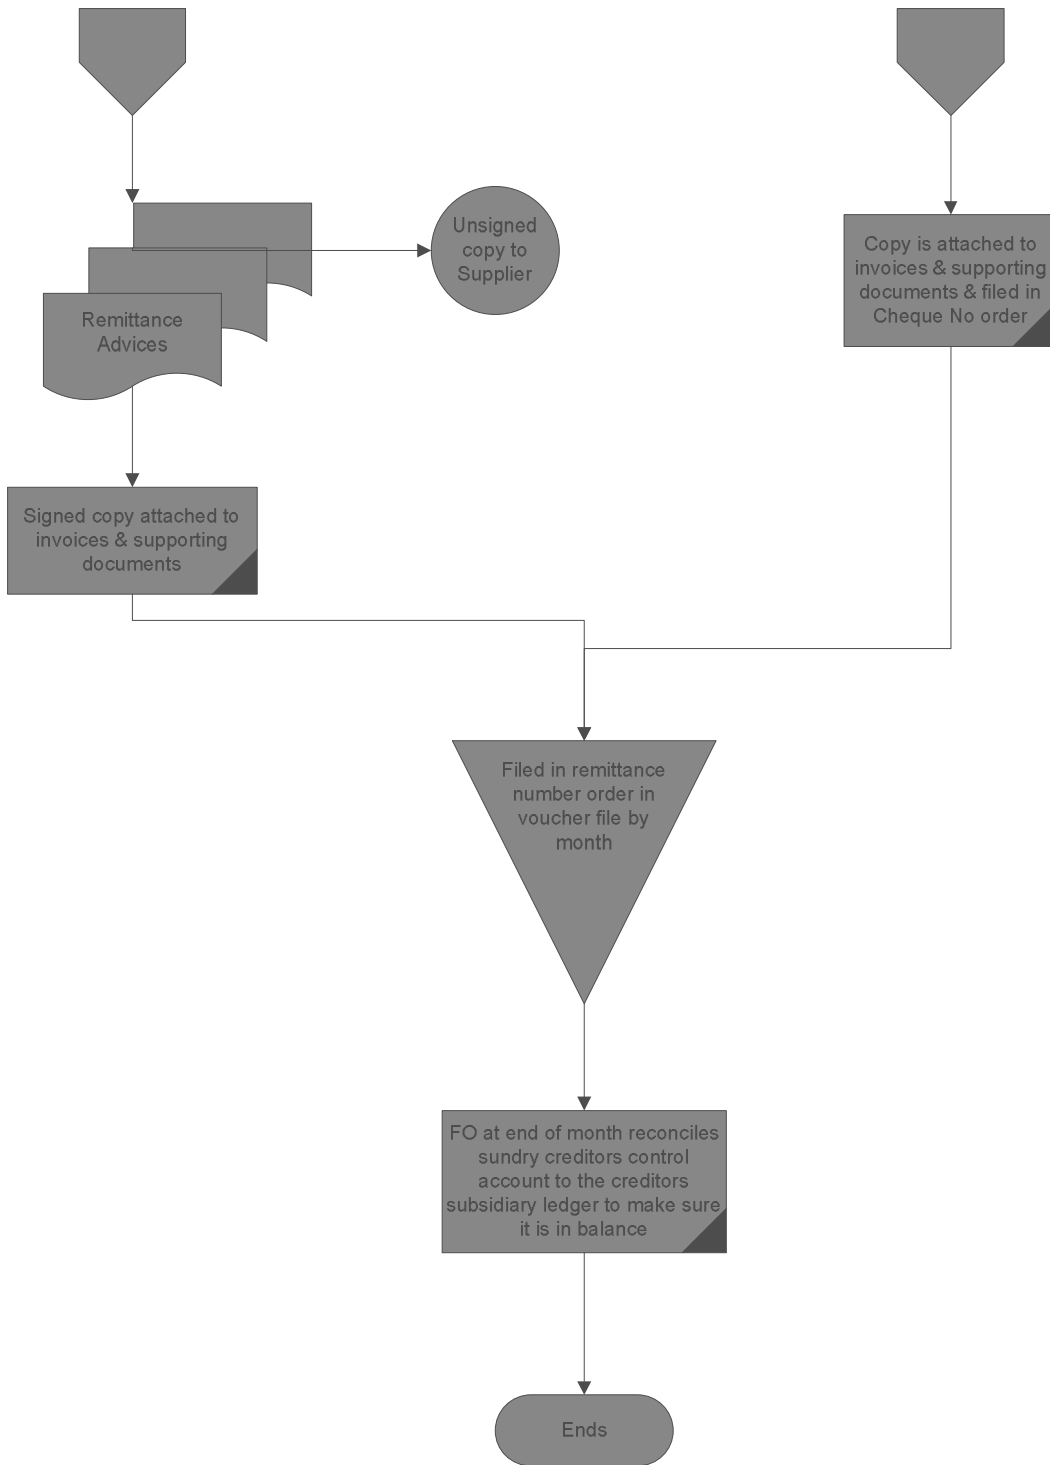 Unsigned
copy to
Supplier
Copy is attached to
invoices & supporting
documents & filed in
Cheque No order
Remittance
Advices
Signed copy attached to
invoices & supporting
documents
Filed in remittance
number order in
voucher file by
month
FO at end of month reconciles
sundry creditors control
account to the creditors
subsidiary ledger to make sure
it is in balance
Ends